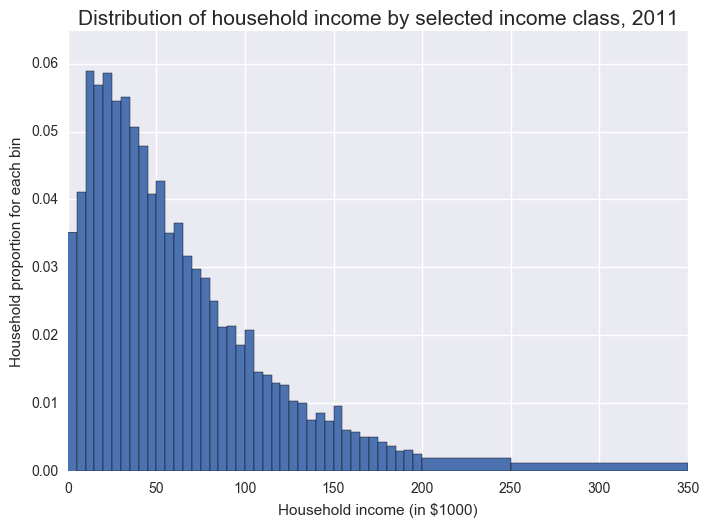 Distribution of household income by selected income class, 2011
0.06
0.05
0.04
0.03
0.02
0.01
0.00
Household proportion for each bin
0 50 100 150 200 250 300 350
Household income (in $1000)